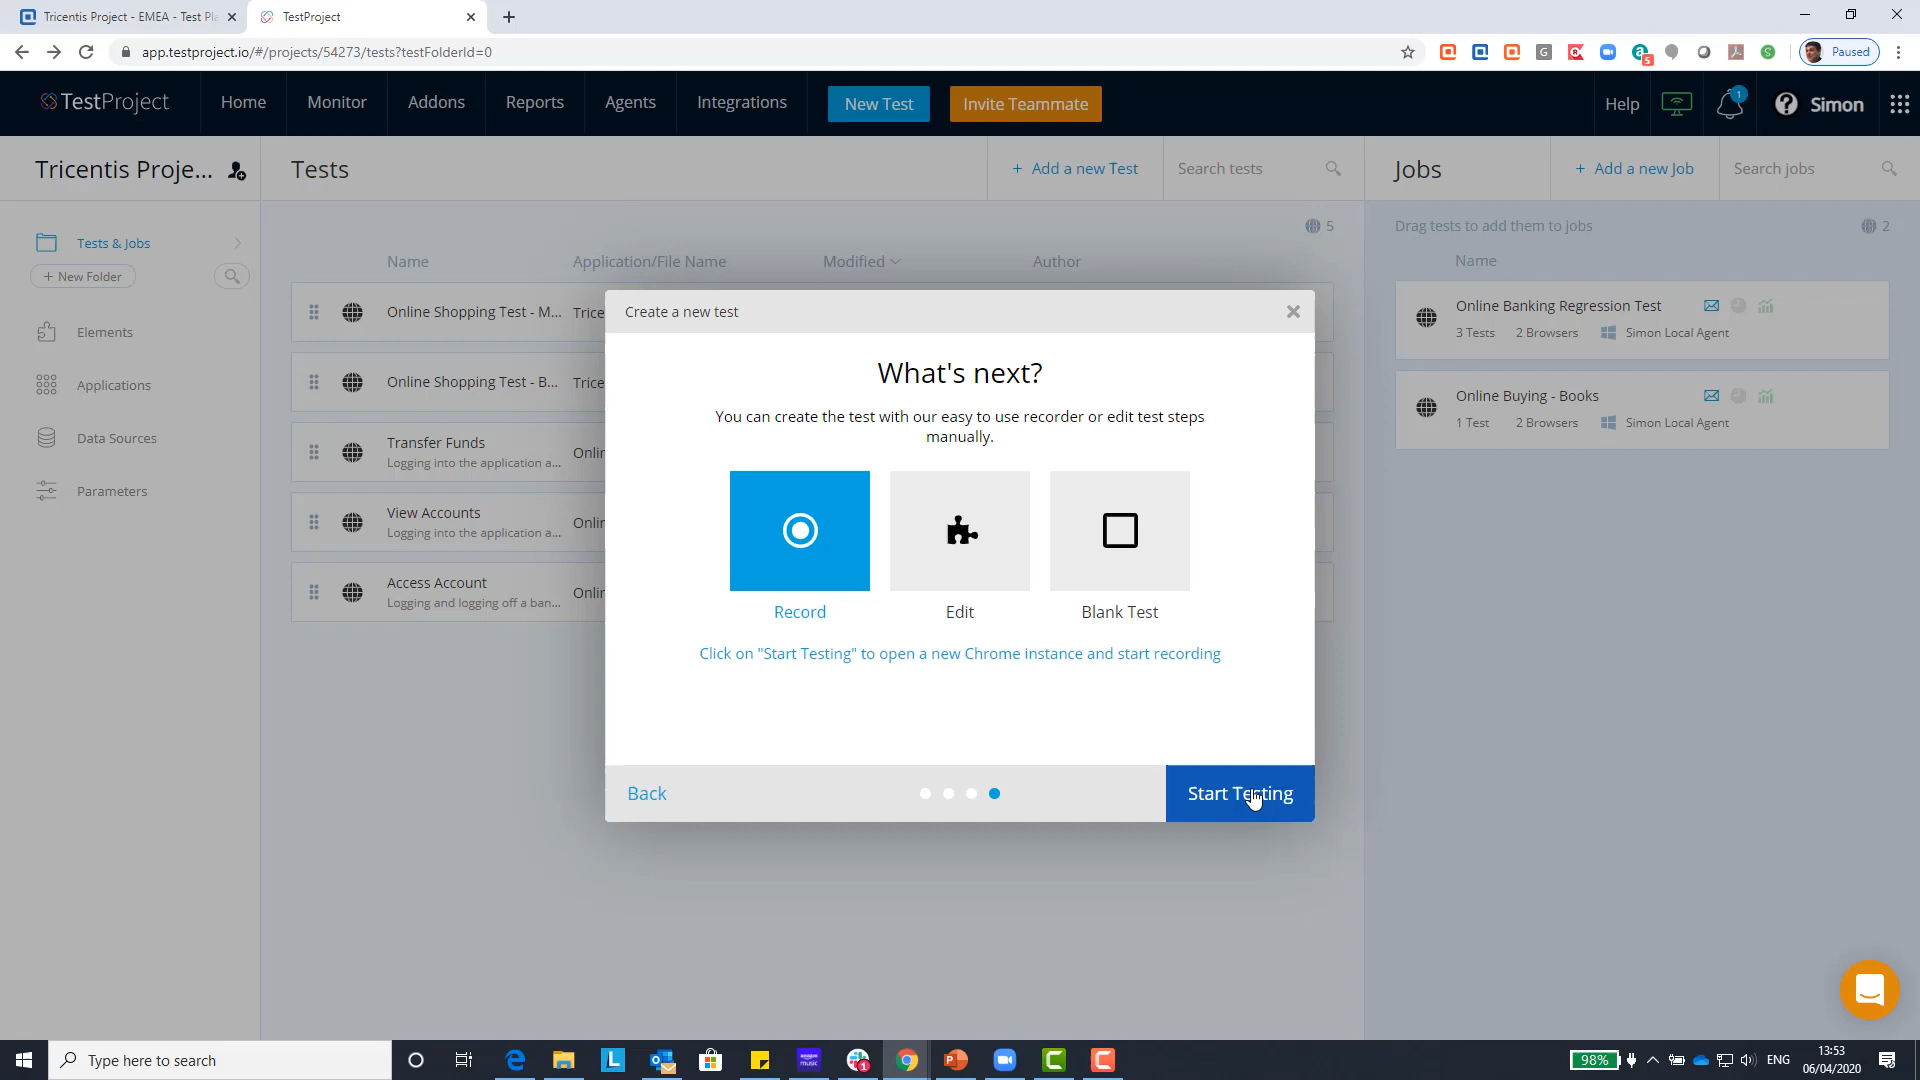 Tricentis Project - EMEA - Test Pla
TestProject
app.testproject.io/#/projects/54273/tests?testFolderId=0
5
Paused
TestProject
Home
Monitor
Addons
Reports
Agents
Integrations
New Test
Invite Teammate
Help
1
Simon
Tricentis Proje...
Tests
+ Add a new Test
Search tests
Jobs
+ Add a new Job
Search jobs
Tests & Jobs
+ New Folder
Elements
Applications
Data Sources
Parameters
5
Name
Application/File Name
Modified
Author
Online Shopping Test - M...
Trice
Online Shopping Test - B...
Trice
Transfer Funds
Logging into the application a...
Onlin
View Accounts
Logging into the application a...
Onlin
Access Account
Logging and logging off a ban...
Onlin
Drag tests to add them to jobs
2
Name
Online Banking Regression Test
3 Tests
2 Browsers
Simon Local Agent
Online Buying - Books
1 Test
2 Browsers
Simon Local Agent
Create a new test
What's next?
You can create the test with our easy to use recorder or edit test steps
manually.
Record
Edit
Blank Test
Click on "Start Testing" to open a new Chrome instance and start recording
Back
Start Testing
Type here to search
1
98%
ENG
13:53
06/04/2020